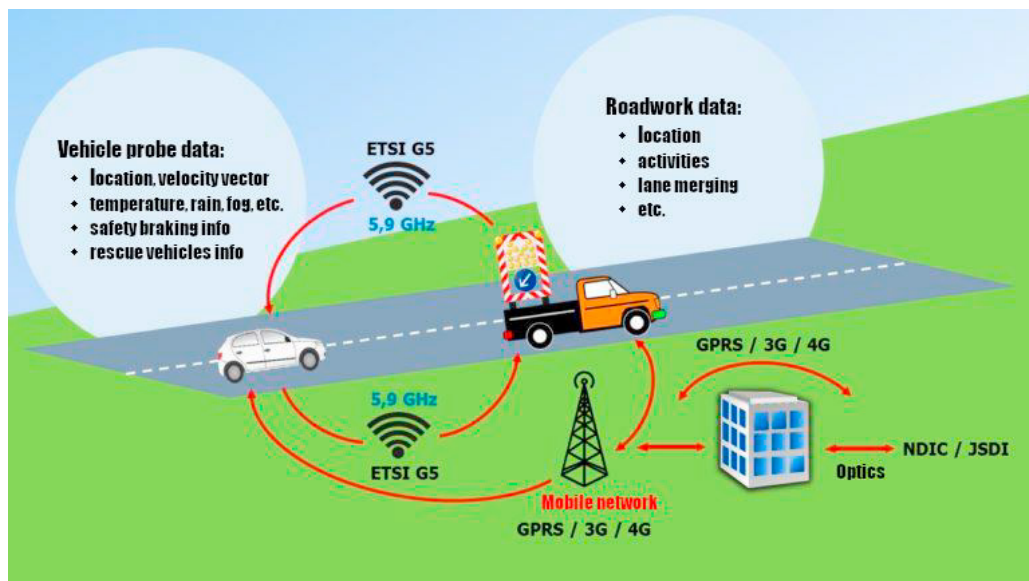 Vehicle probe data:
location, velocity vector
temperature, rain, fog, etc.
safety braking info
rescue vehicles info
ETSI G5
5,9 GHz
Roadwork data:
location
activities
lane merging
etc.
5,9 GHz
ETSI G5
Mobile network
GPRS / 3G / 4G
GPRS / 3G / 4G
Optics
NDIC / JSDI